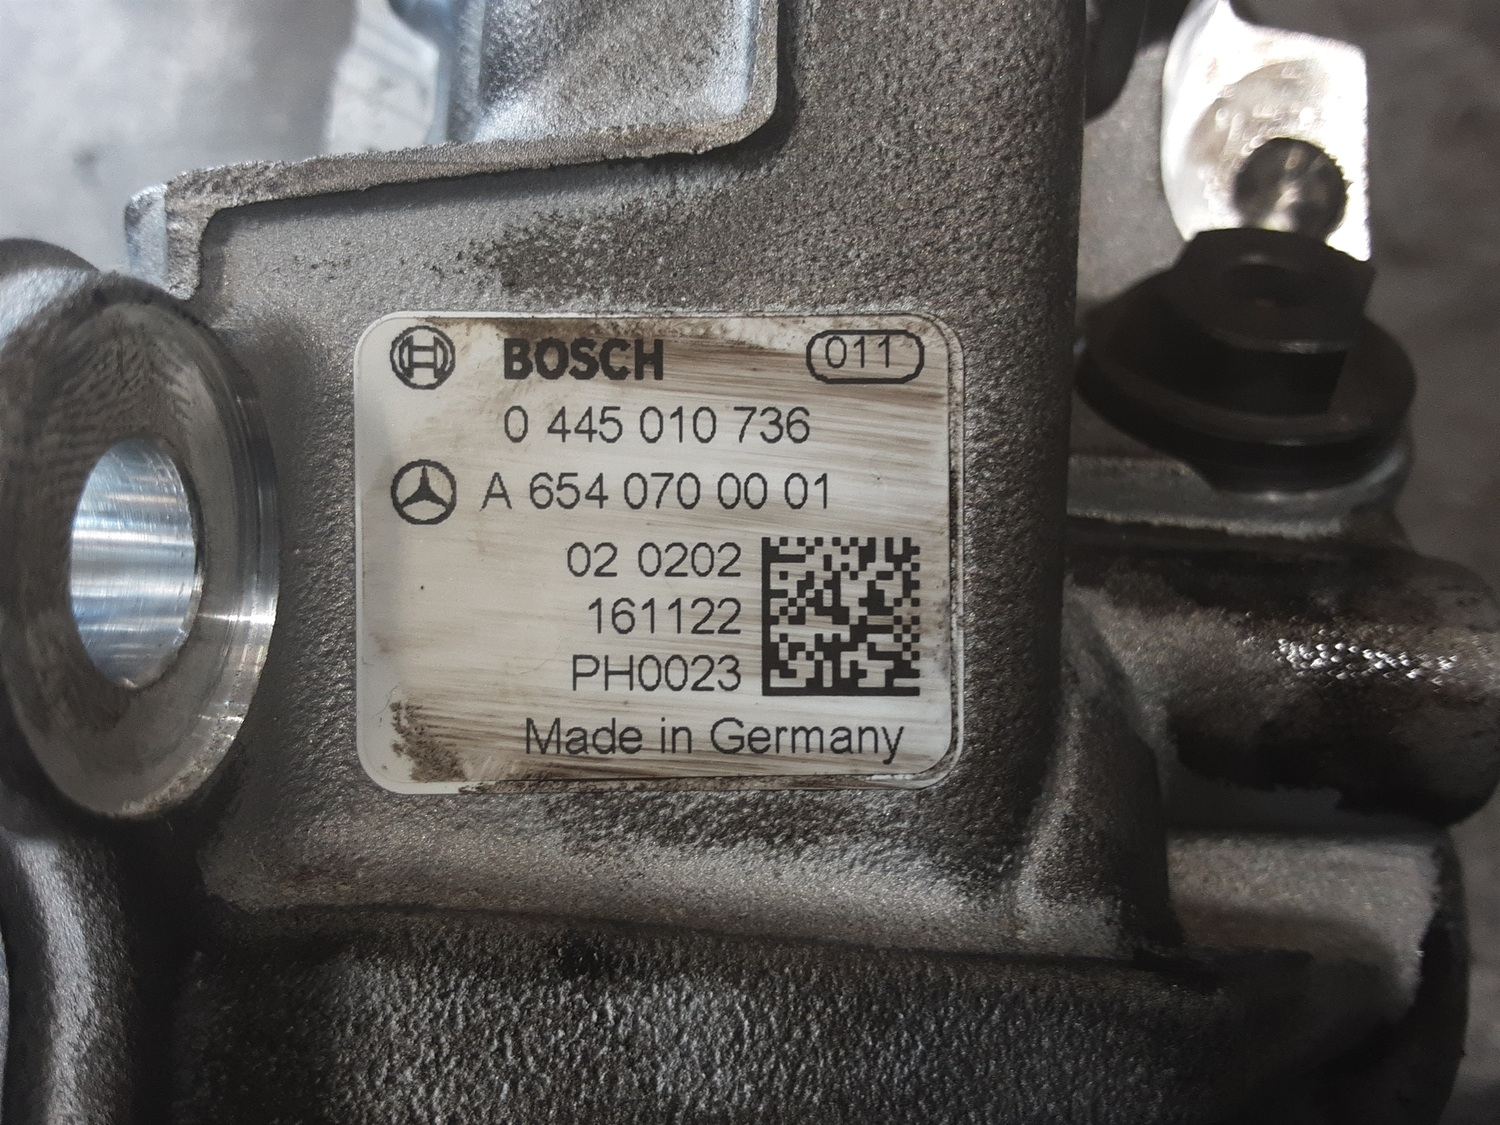 BOSCH 011
0 445 010 736
A 654 070 00 01
02 0202
161122
PH0023
Made in Germany